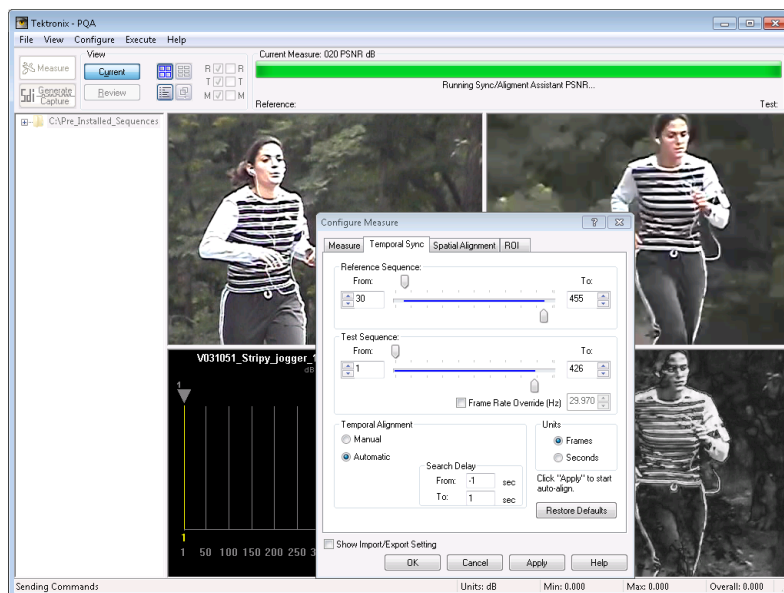 Tektronix - PQA
File View Configure Execute Help
View
Measure
Current
Generate
Capture
Review
R R
T T
M M
Current Measure: 020 PSNR dB
Running Sync/Aligment Assistant PSNR...
Reference: Test:
C:\Pre_Installed_Sequences
Configure Measure
Measure Temporal Sync Spatial Alignment ROI
Reference Sequence:
From: To:
30 455
Test Sequence:
From: To:
1 426
Frame Rate Override (Hz) 29.970
Temporal Alignment
Manual
Automatic
Search Delay
From: -1 sec
To: 1 sec
Units
Frames
Seconds
Click "Apply" to start
auto-align.
Restore Defaults
Show Import/Export Setting
OK Cancel Apply Help
V031051_Stripy_jogger_1
dB
1
1
1 50 100 150 200 250 3
Sending Commands Units: dB Min: 0.000 Max: 0.000 Overall: 0.000